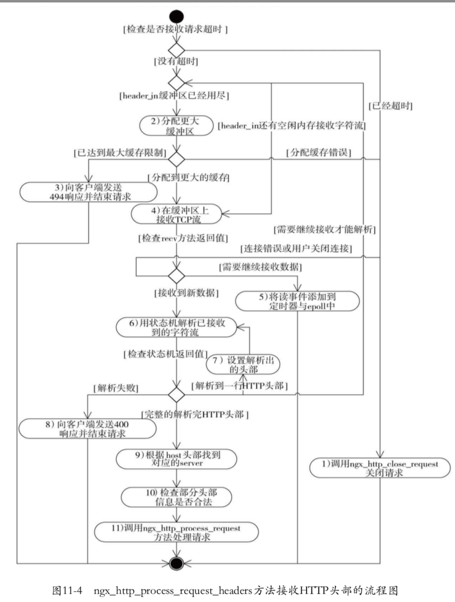 [检查是否接收请求超时]
[没有超时]
[header_in缓冲区已经用尽]
[已经超时]
2)分配更大
缓冲区
[header_in还有空闲内存接收字符流]
[已达到最大缓存限制]
[分配缓存错误]
[分配到更大的缓存]
3)向客户端发送
494响应并结束请求
4)在缓冲区上
接收TCP流
[需要继续接收才能解析]
[检查recv方法返回值]
[连接错误或用户关闭连接]
[需要继续接收数据]
[接收到新数据]
5)将读事件添加到
定时器与epoll中
6)用状态机解析已接收
到的字符流
[检查状态机返回值]
7) 设置解析出
的头部
[解析失败]
[解析到一行HTTP头部]
[完整的解析完HTTP头部]
8) 向客户端发送400
响应并结束请求
9)根据host头部找到
对应的server
1)调用ngx_http_close_request
关闭请求
10) 检查部分头部
信息是否合法
11)调用ngx_http_process_request
方法处理请求
图11-4 ngx_http_process_request_headers方法接收HTTP头部的流程图